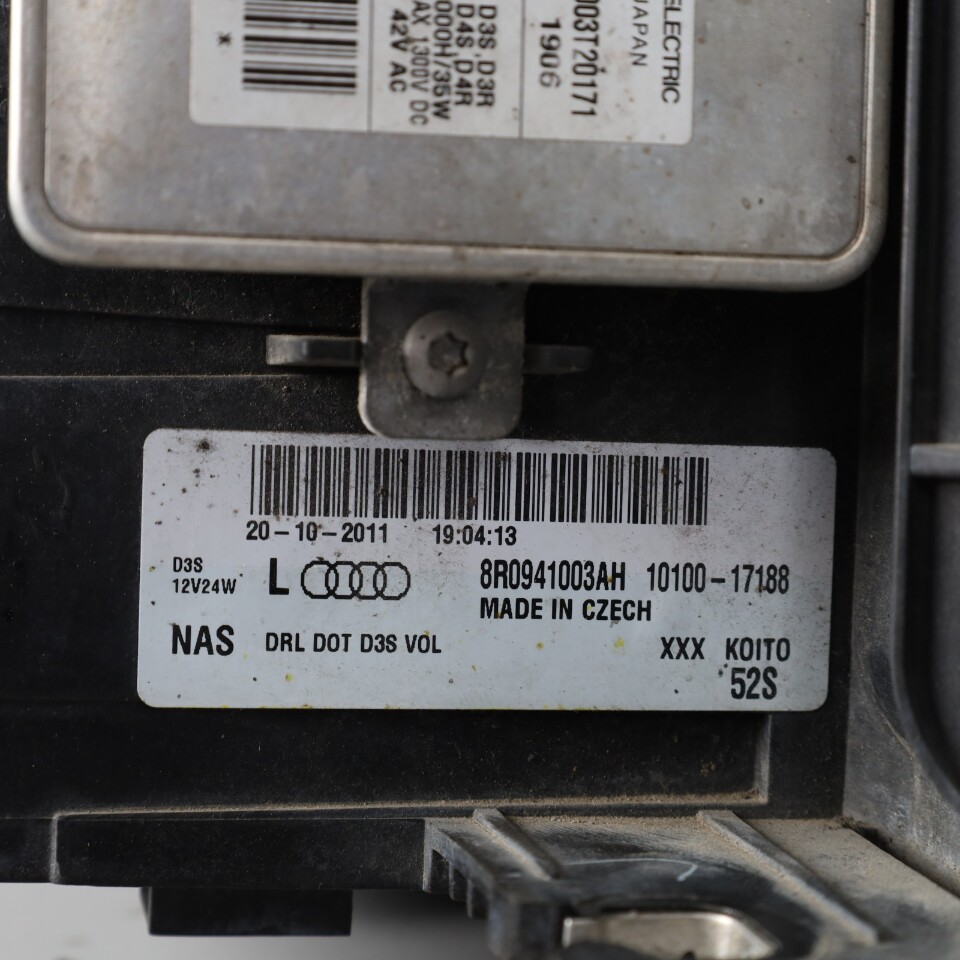 ELECTRIC
JAPAN
003T20171
1906
D3S, D3R
D4S, D4R
000H/35W
AX 1300V DC
42V AC
*
20-10-2011 19:04:13
D3S
12V24W
L
8R0941003AH 10100-17188
MADE IN CZECH
NAS DRL DOT D3S VOL
XXX KOITO
52S